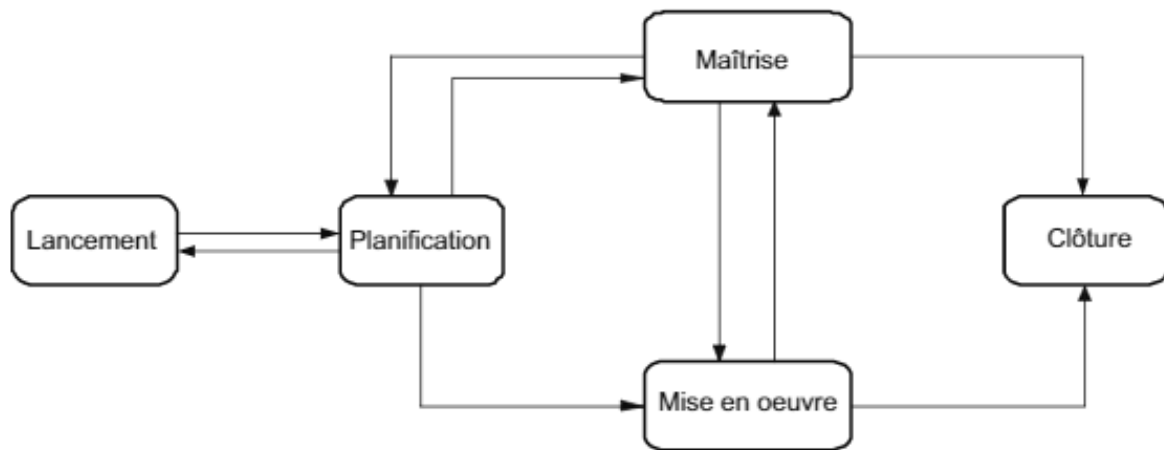 Maîtrise
Lancement
Planification
Clôture
Mise en oeuvre